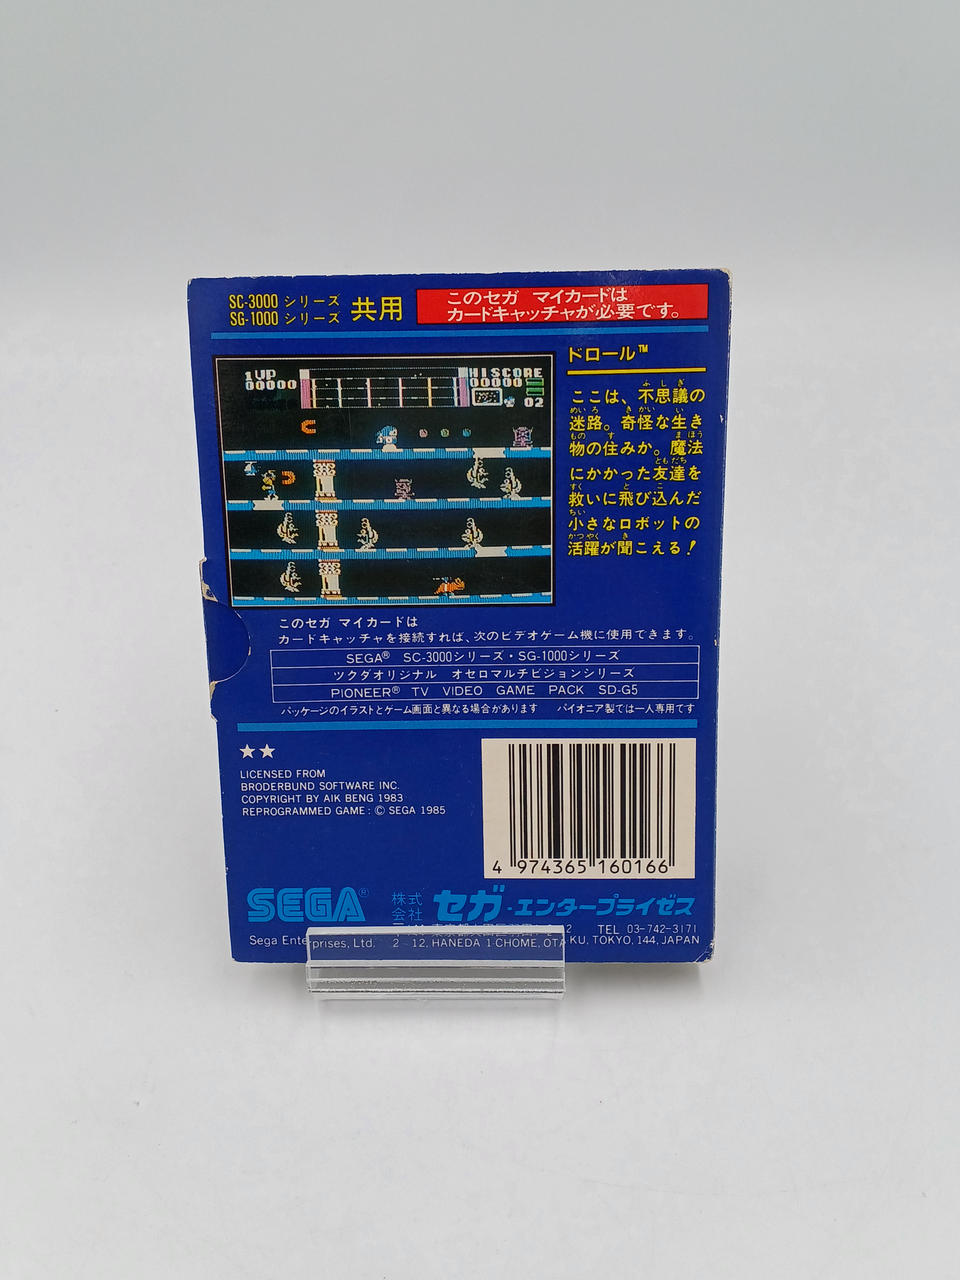 SC-3000 シリーズ
SG-1000 シリーズ
共用
このセガ マイカードは
カードキャッチャが必要です。
1UP
00000
HISCORE
00000
02
ドロール™
ここは、不思議の
迷路。奇怪な生き
物の住みか。魔法
にかかった友達を
救いに飛び込んだ
小さなロボットの
活躍が聞こえる！
このセガ マイカードは
カードキャッチャを接続すれば、次のビデオゲーム機に使用できます。
SEGA® SC-3000シリーズ・SG-1000シリーズ
ツクダオリジナル オセロマルチビジョンシリーズ
PIONEER® TV VIDEO GAME PACK SD-G5
パッケージのイラストとゲーム画面と異なる場合があります パイオニア製では一人専用です
★★
LICENSED FROM
BRODERBUND SOFTWARE INC.
COPYRIGHT BY AIK BENG 1983
REPROGRAMMED GAME : © SEGA 1985
4 974365 160166
SEGA®
株式会社 セガ・エンタープライゼス
TEL 03-742-3171
Sega Enterprises, Ltd. 2-12, HANEDA 1-CHOME, OTA-KU, TOKYO, 144, JAPAN